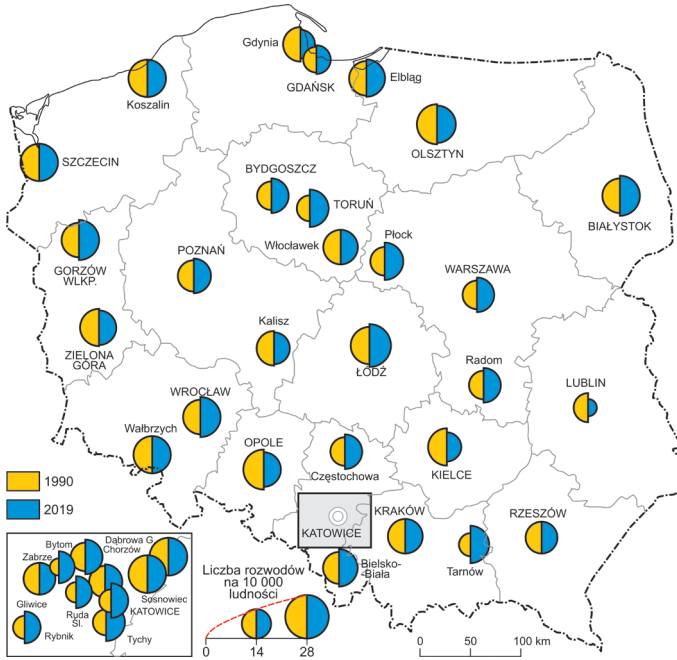 Gdynia
GDAŃSK
Elbląg
Koszalin
OLSZTYN
SZCZECIN
BYDGOSZCZ
TORUŃ
BIAŁYSTOK
Włocławek
Płock
GORZÓW
WLKP.
POZNAŃ
WARSZAWA
Kalisz
ZIELONA
GÓRA
ŁÓDŹ
Radom
LUBLIN
WROCŁAW
Wałbrzych
OPOLE
Częstochowa
KIELCE
1990
2019
KATOWICE
KRAKÓW
RZESZÓW
Tarnów
Bielsko-
-Biała
Bytom
Dąbrowa G.
Chorzów
Zabrze
Sosnowiec
Gliwice
Ruda
Śl.
KATOWICE
Rybnik
Tychy
Liczba rozwodów
na 10 000
ludności
14
28
0
50
100 km